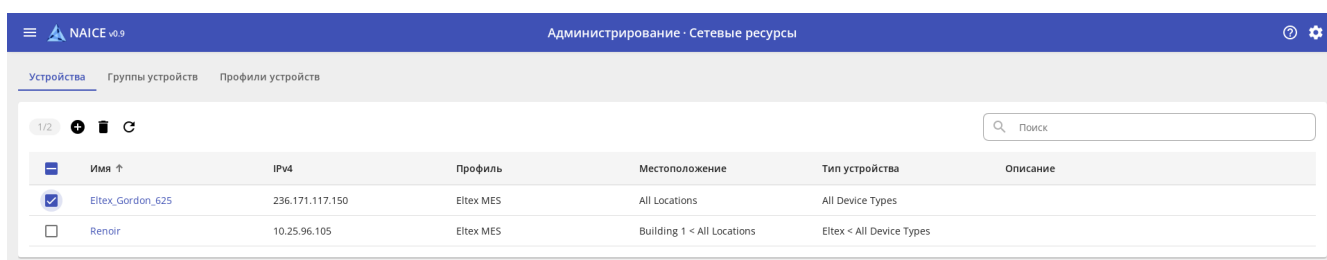 NAICE v0.9
Администрирование · Сетевые ресурсы
Устройства Группы устройств Профили устройств
1/2 Поиск
Имя ↑ IPv4 Профиль Местоположение Тип устройства Описание
Eltex_Gordon_625 236.171.117.150 Eltex MES All Locations All Device Types
Renoir 10.25.96.105 Eltex MES Building 1 < All Locations Eltex < All Device Types